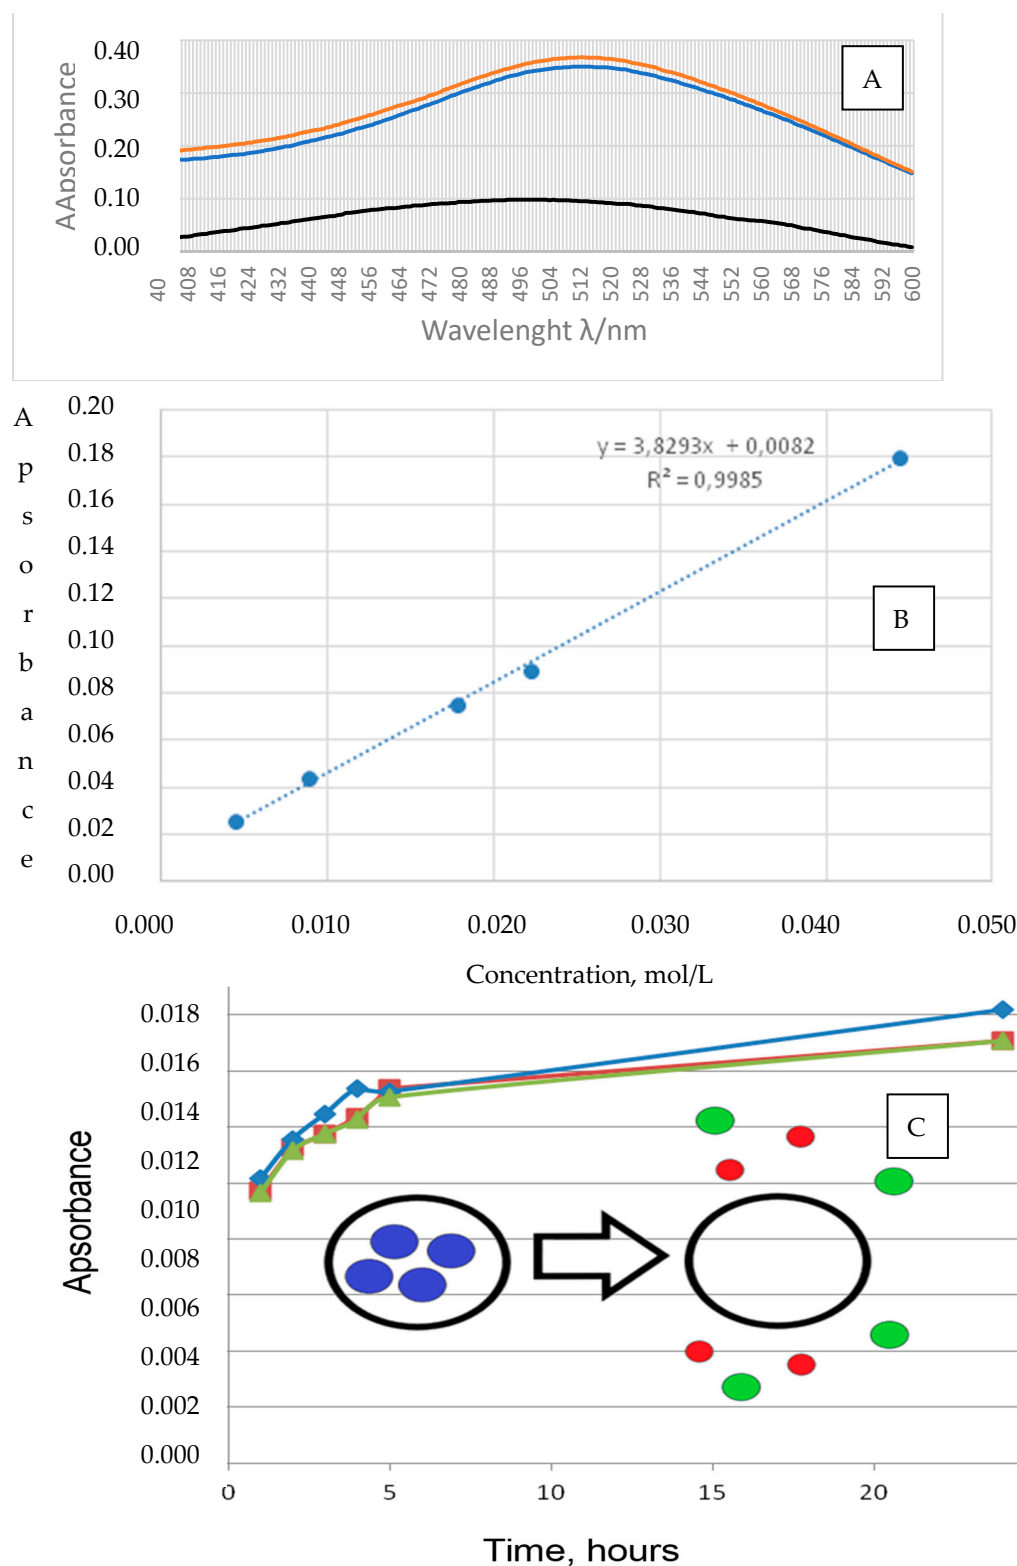 0.40
0.30
0.20
0.10
0.00
AAbsorbance
A
40 408 416 424 432 440 448 456 464 472 480 488 496 504 512 520 528 536 544 552 560 568 576 584 592 600
Wavelenght λ/nm
Apsorbance
0.20
0.18
0.16
0.14
0.12
0.10
0.08
0.06
0.04
0.02
0.00
y = 3,8293x + 0,0082
R² = 0,9985
B
0.000 0.010 0.020 0.030 0.040 0.050
Concentration, mol/L
0.018
0.016
0.014
0.012
0.010
0.008
0.006
0.004
0.002
0.000
Apsorbance
C
0 5 10 15 20
Time, hours